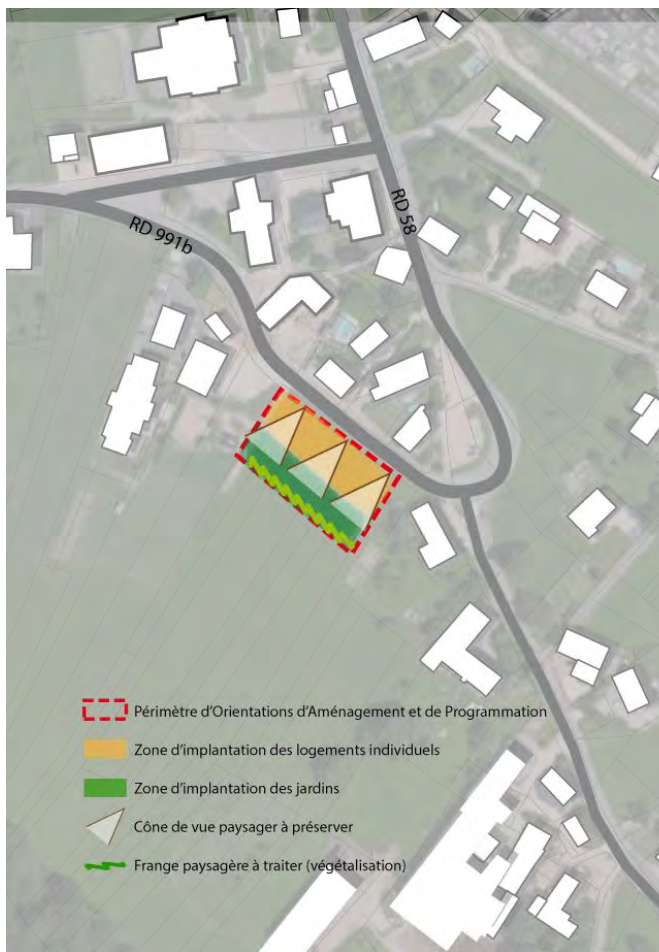 RD 58
RD 991b
Périmètre d'Orientations d'Aménagement et de Programmation
Zone d'implantation des logements individuels
Zone d'implantation des jardins
Cône de vue paysager à préserver
Frange paysagère à traiter (végétalisation)